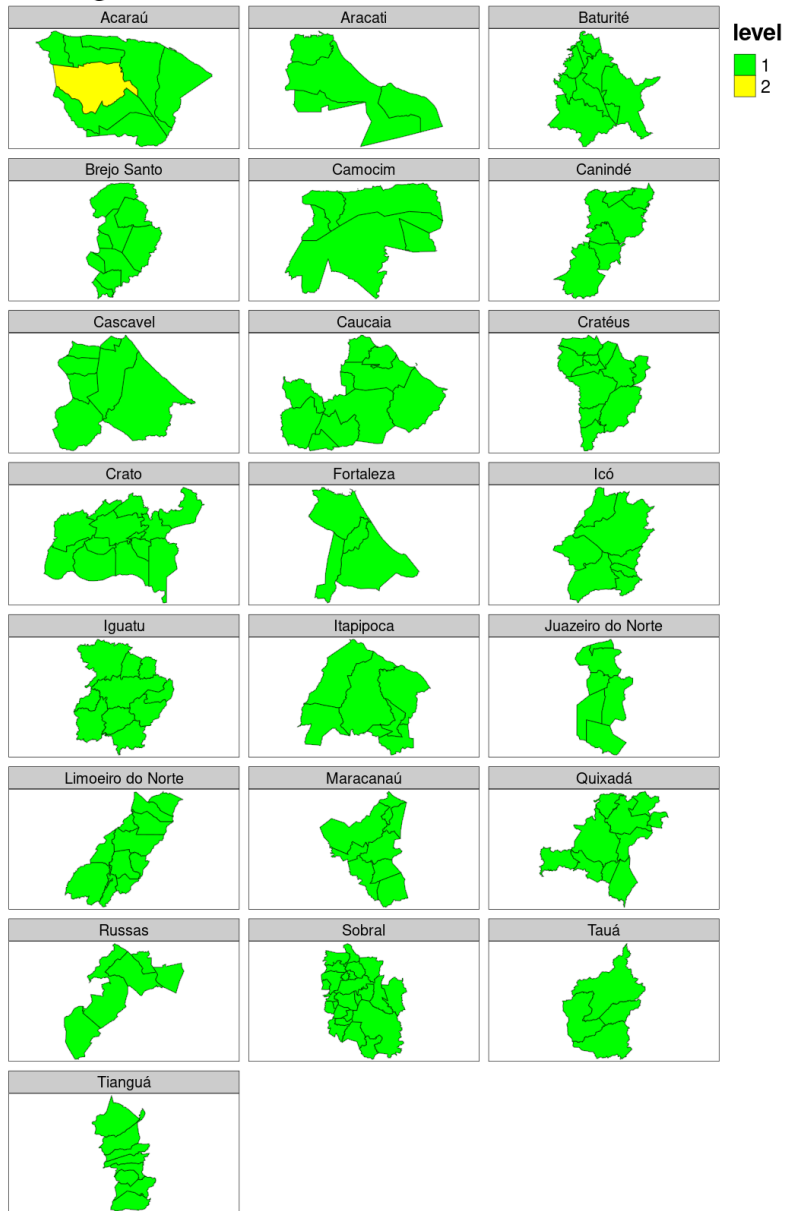 Acaraú
Aracati
Baturité
level
1
2
Brejo Santo
Camocim
Canindé
Cascavel
Caucaia
Cratéus
Crato
Fortaleza
Icó
Iguatu
Itapipoca
Juazeiro do Norte
Limoeiro do Norte
Maracanaú
Quixadá
Russas
Sobral
Tauá
Tianguá